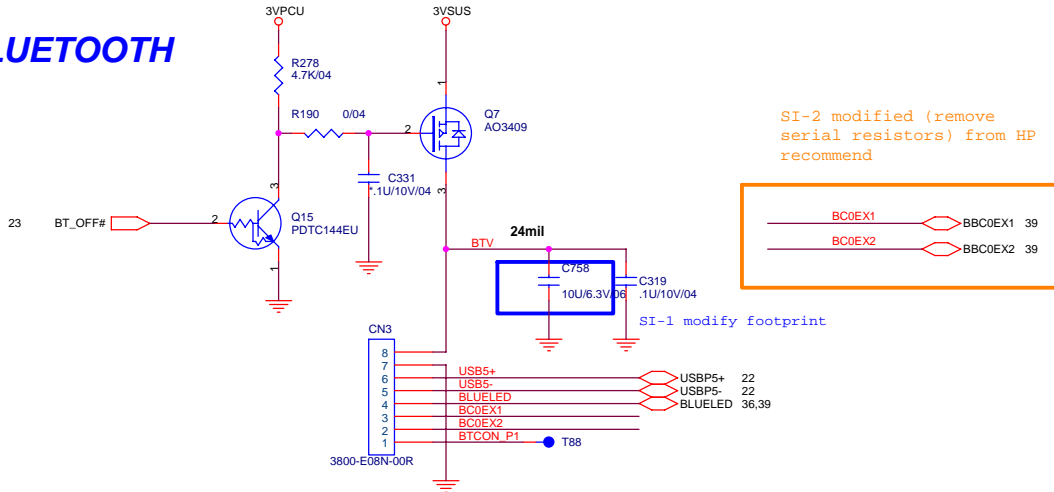 LUETOOTH
3VPCU
3VSUS
R278
4.7K/04
R190 0/04
1
2
Q7
AO3409
C331
*.1U/10V/04
3
3
23 BT_OFF#
2
Q15
PDTC144EU
1
SI-2 modified (remove
serial resistors) from HP
recommend
BC0EX1 BBC0EX1 39
BC0EX2 BBC0EX2 39
24mil
BTV
C758
10U/6.3V/06
C319
.1U/10V/04
SI-1 modify footprint
CN3
8
7
6 USB5+ USBP5+ 22
5 USB5- USBP5- 22
4 BLUELED BLUELED 36,39
3 BC0EX1
2 BC0EX2
1 BTCON_P1 T88
3800-E08N-00R